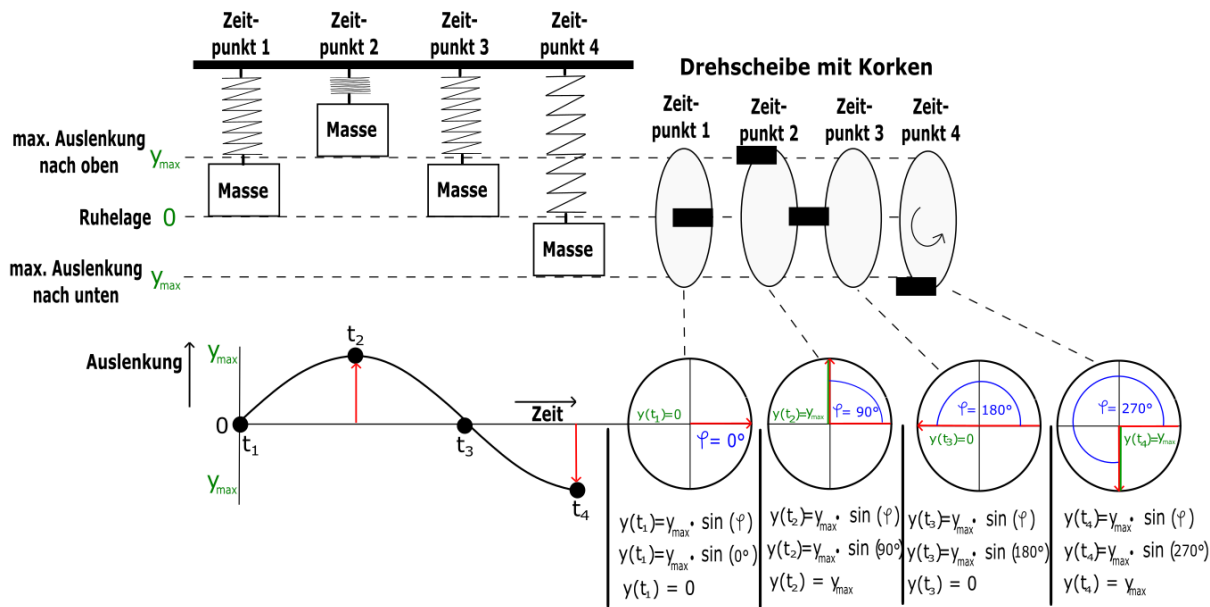 Zeit-
punkt 1
Zeit-
punkt 2
Zeit-
punkt 3
Zeit-
punkt 4
Masse
Masse
Masse
Masse
max. Auslenkung
nach oben
ymax
Ruhelage
0
max. Auslenkung
nach unten
ymax
Drehscheibe mit Korken
Zeit-
punkt 1
Zeit-
punkt 2
Zeit-
punkt 3
Zeit-
punkt 4
Auslenkung
ymax
0
ymax
t1
t2
t3
t4
Zeit
y(t1)=0
φ= 0°
y(t2)=ymax
φ= 90°
φ= 180°
y(t3)=0
φ= 270°
y(t4)=ymax
y(t1)=ymax· sin (φ)
y(t1)=ymax· sin (0°)
y(t1) = 0
y(t2)=ymax· sin (φ)
y(t2)=ymax· sin (90°)
y(t2) = ymax
y(t3)=ymax· sin (φ)
y(t3)=ymax· sin (180°)
y(t3) = 0
y(t4)=ymax· sin (φ)
y(t4)=ymax· sin (270°)
y(t4) = ymax